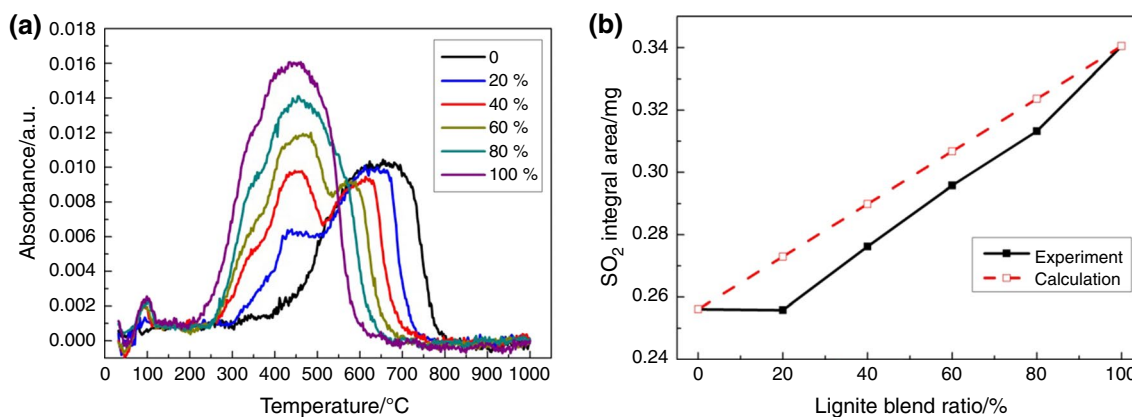 (a)
0.018
0.016
0.014
0.012
0.010
0.008
0.006
0.004
0.002
0.000
Absorbance/a.u.
0
20 %
40 %
60 %
80 %
100 %
0 100 200 300 400 500 600 700 800 900 1000
Temperature/°C
(b)
0.34
0.32
0.30
0.28
0.26
0.24
SO2 integral area/mg
Experiment
Calculation
0 20 40 60 80 100
Lignite blend ratio/%